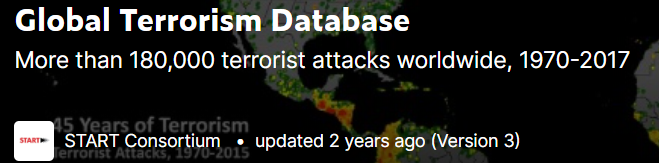 Global Terrorism Database
More than 180,000 terrorist attacks worldwide, 1970-2017
45 Years of Terrorism
START START Consortium • updated 2 years ago (Version 3)
Terrorist Attacks, 1970-2015